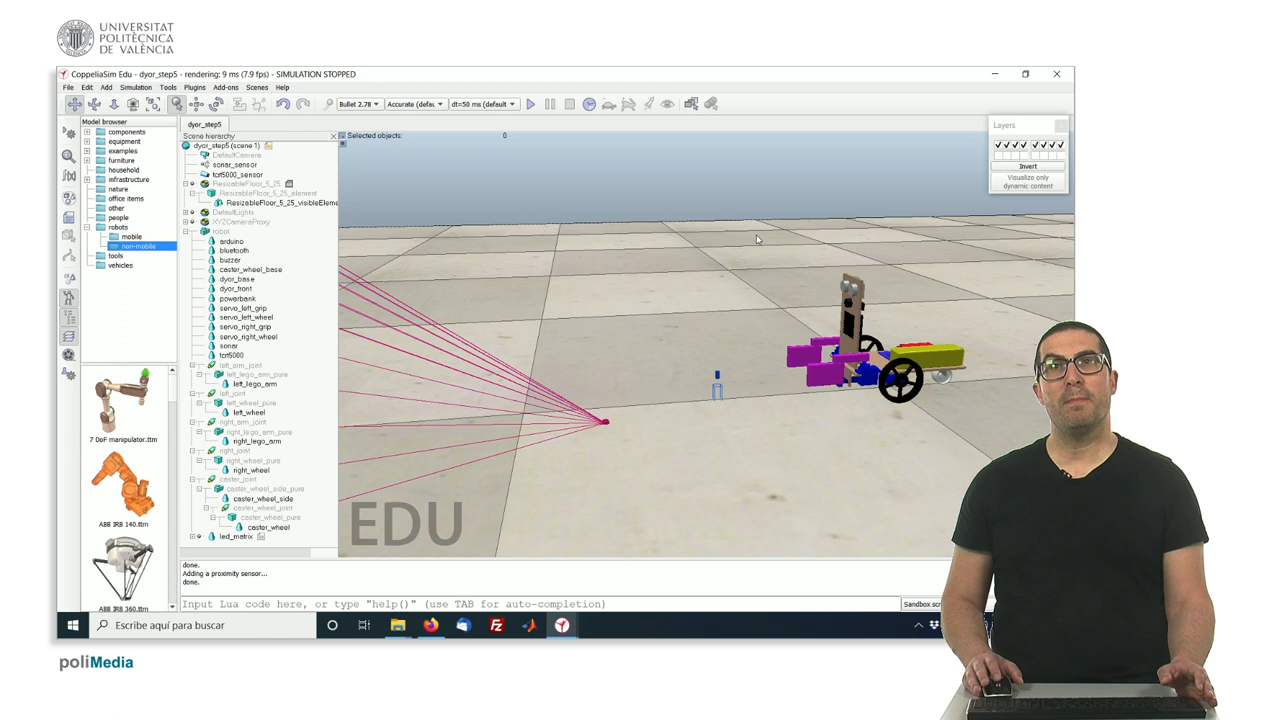 UNIVERSITAT
POLITÈCNICA
DE VALÈNCIA
CoppeliaSim Edu - dyor_step5 - rendering: 9 ms (7.9 fps) - SIMULATION STOPPED
File Edit Add Simulation Tools Plugins Add-ons Scenes Help
Bullet 2.78 Accurate (defau dt=50 ms (default)
Model browser
components
equipment
examples
furniture
household
infrastructure
nature
office items
other
people
robots
mobile
non-mobile
tools
vehicles
7 DoF manipulator.ttm
ABB IRB 140.ttm
ABB IRB 360.ttm
dyor_step5
Scene hierarchy
dyor_step5 (scene 1)
DefaultCamera
sonar_sensor
tcrt5000_sensor
ResizableFloor_5_25
ResizableFloor_5_25_element
ResizableFloor_5_25_visibleEleme
DefaultLights
XYZCameraProxy
robot
arduino
bluetooth
buzzer
caster_wheel_base
dyor_base
dyor_front
powerbank
servo_left_grip
servo_left_wheel
servo_right_grip
servo_right_wheel
sonar
tcrt5000
left_arm_joint
left_lego_arm_pure
left_lego_arm
left_joint
left_wheel_pure
left_wheel
right_arm_joint
right_lego_arm_pure
right_lego_arm
right_joint
right_wheel_pure
right_wheel
caster_joint
caster_wheel_side_pure
caster_wheel_side
caster_wheel_joint
caster_wheel_pure
caster_wheel
led_matrix
Selected objects: 0
Layers
Invert
Visualize only
dynamic content
EDU
done.
Adding a proximity sensor...
done.
Input Lua code here, or type "help()" (use TAB for auto-completion)
Sandbox scr
Escribe aquí para buscar
poliMedia